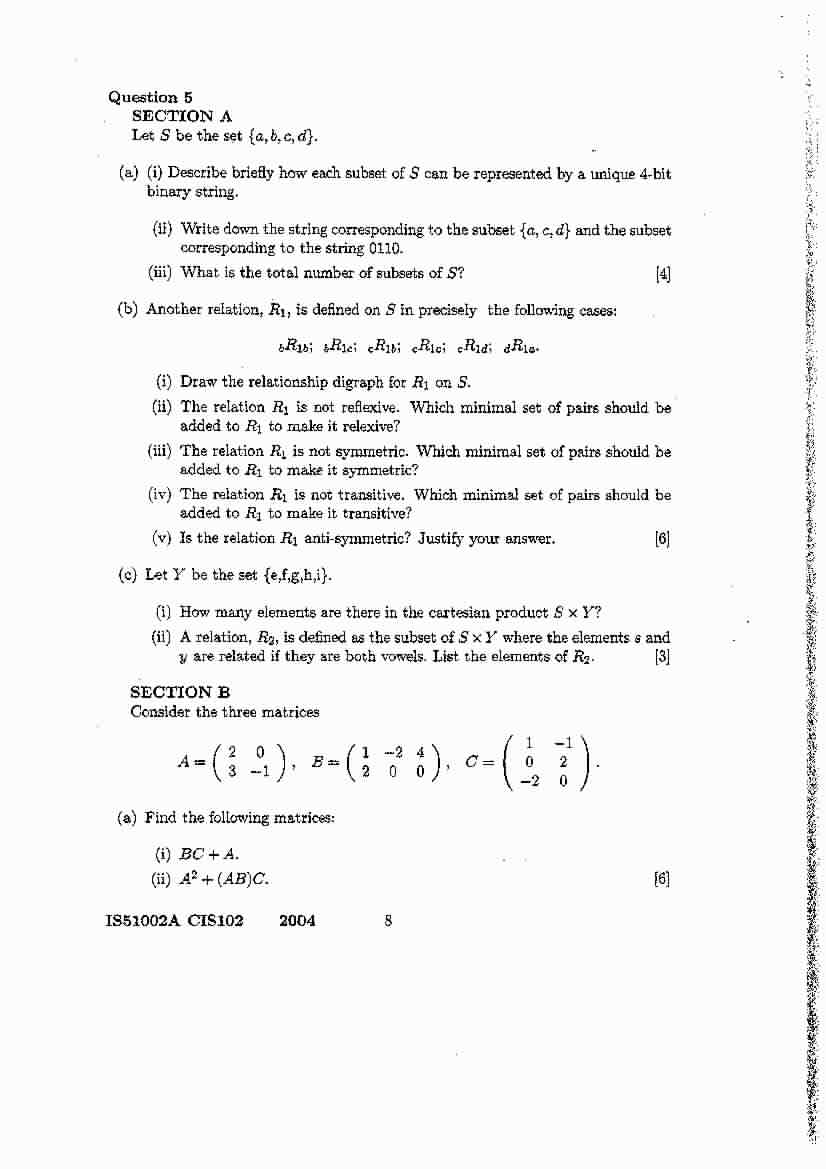 Question 5
SECTION A
Let S be the set {a, b, c, d}.
(a) (i) Describe briefly how each subset of S can be represented by a unique 4-bit
binary string.
(ii) Write down the string corresponding to the subset {a, c, d} and the subset
corresponding to the string 0110.
(iii) What is the total number of subsets of S? [4]
(b) Another relation, R₁, is defined on S in precisely the following cases:
bR1b; bR1c; cR1b; cR1c; cR1d; dR1a.
(i) Draw the relationship digraph for R₁ on S.
(ii) The relation R₁ is not reflexive. Which minimal set of pairs should be
added to R₁ to make it relexive?
(iii) The relation R₁ is not symmetric. Which minimal set of pairs should be
added to R₁ to make it symmetric?
(iv) The relation R₁ is not transitive. Which minimal set of pairs should be
added to R₁ to make it transitive?
(v) Is the relation R₁ anti-symmetric? Justify your answer. [6]
(c) Let Y be the set {e,f,g,h,i}.
(i) How many elements are there in the cartesian product S × Y?
(ii) A relation, R₂, is defined as the subset of S × Y where the elements s and
y are related if they are both vowels. List the elements of R₂. [3]
SECTION B
Consider the three matrices
A = ( 2 0 ; 3 −1 ), B = ( 1 −2 4 ; 2 0 0 ), C = ( 1 −1 ; 0 2 ; −2 0 ).
(a) Find the following matrices:
(i) BC + A.
(ii) A² + (AB)C. [6]
IS51002A CIS102 2004 8